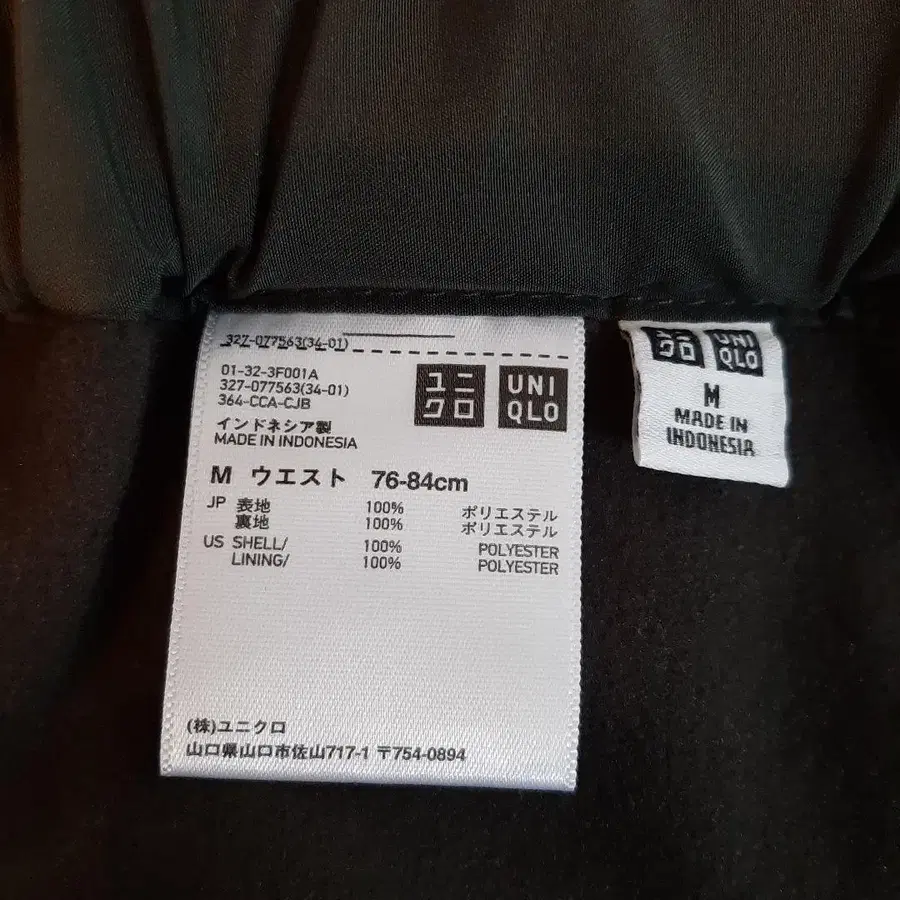 327-077563(34-01)
01-32-3F001A
327-077563(34-01)
364-CCA-CJB
ユニ
クロ
UNI
QLO
インドネシア製
MADE IN INDONESIA
M ウエスト 76-84cm
JP 表地 100% ポリエステル
裏地 100% ポリエステル
US SHELL/ 100% POLYESTER
LINING/ 100% POLYESTER
(株)ユニクロ
山口県山口市佐山717-1 〒754-0894
ユニ
クロ
UNI
QLO
M
MADE IN
INDONESIA